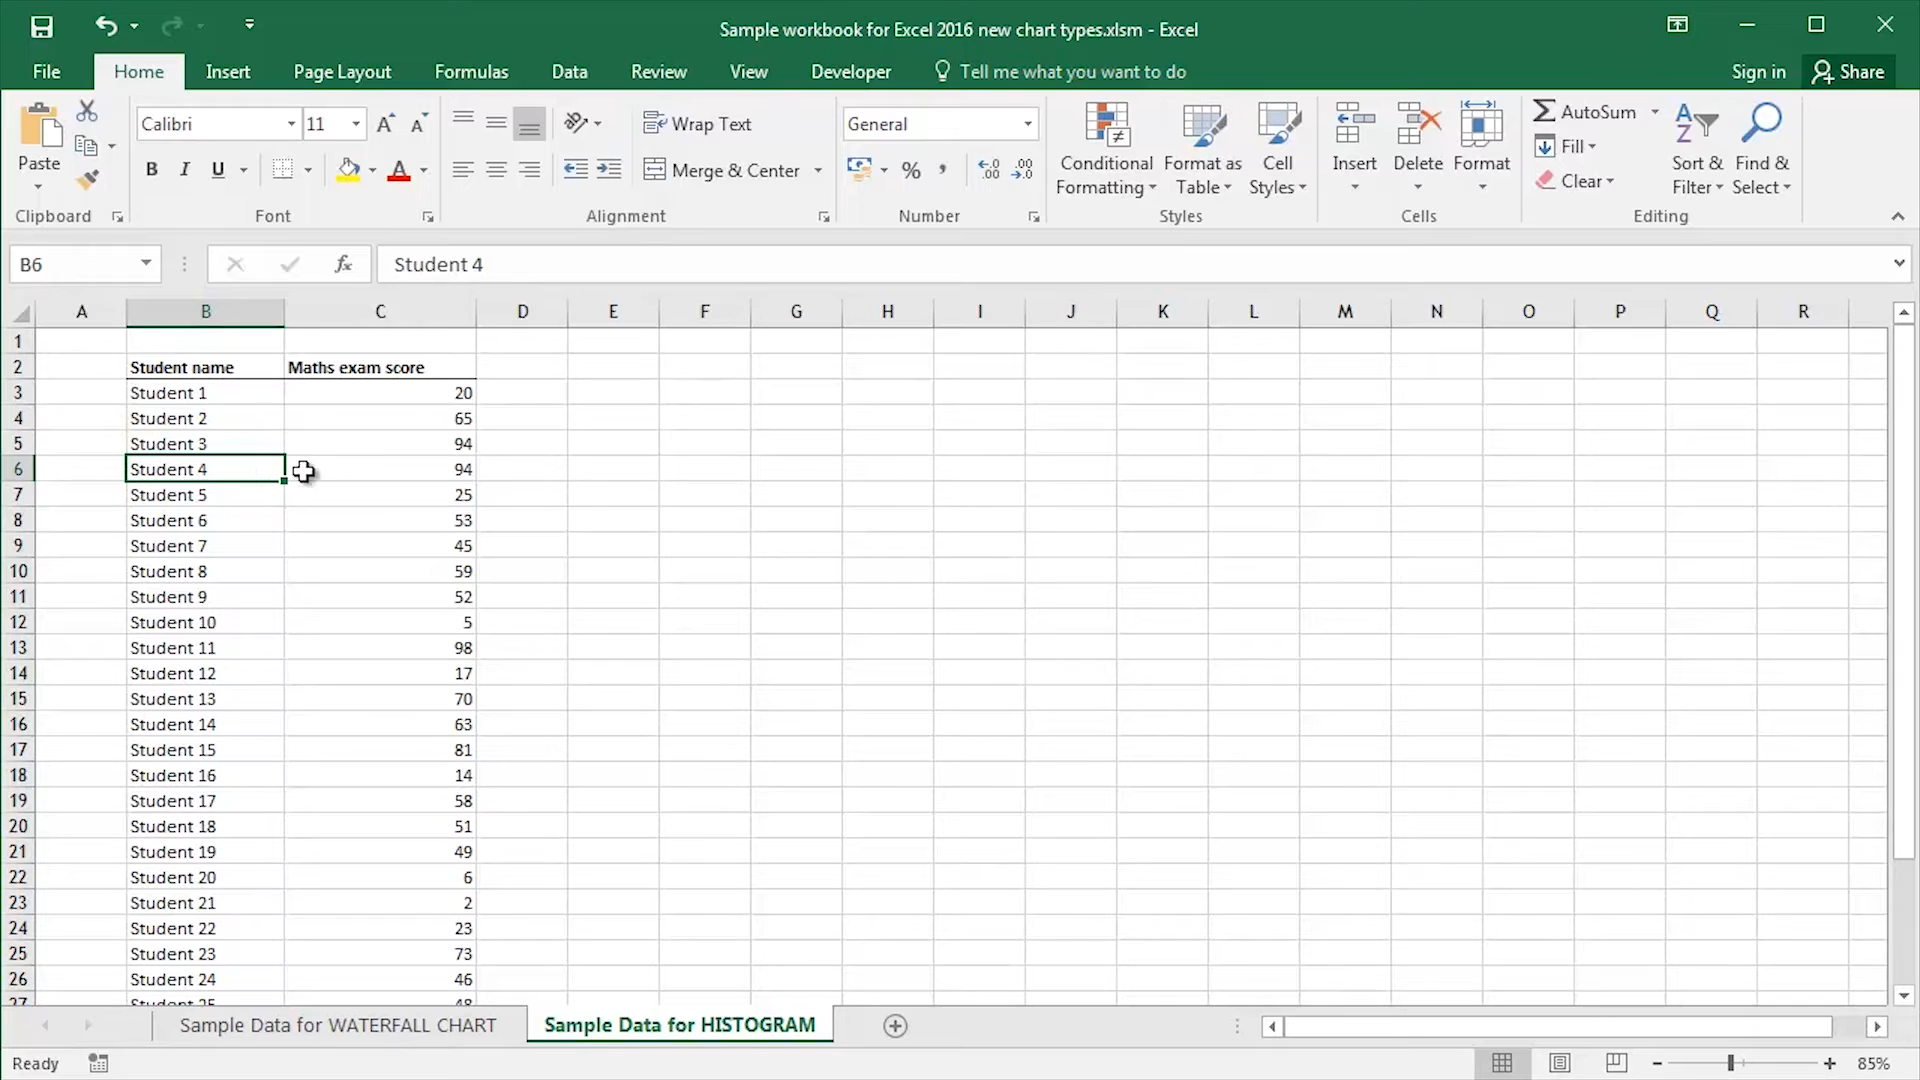 Sample workbook for Excel 2016 new chart types.xlsm - Excel
File Home Insert Page Layout Formulas Data Review View Developer Tell me what you want to do Sign in Share
Paste
Clipboard
Calibri 11
B I U
Font
Wrap Text
Merge & Center
Alignment
General
%
Number
Conditional Formatting
Format as Table
Cell Styles
Styles
Insert
Delete
Format
Cells
AutoSum
Fill
Clear
Sort & Filter
Find & Select
Editing
B6 fx Student 4
A B C D E F G H I J K L M N O P Q R
1
2 Student name Maths exam score
3 Student 1 20
4 Student 2 65
5 Student 3 94
6 Student 4 94
7 Student 5 25
8 Student 6 53
9 Student 7 45
10 Student 8 59
11 Student 9 52
12 Student 10 5
13 Student 11 98
14 Student 12 17
15 Student 13 70
16 Student 14 63
17 Student 15 81
18 Student 16 14
19 Student 17 58
20 Student 18 51
21 Student 19 49
22 Student 20 6
23 Student 21 2
24 Student 22 23
25 Student 23 73
26 Student 24 46
27 Student 25 48
Sample Data for WATERFALL CHART Sample Data for HISTOGRAM
Ready 85%